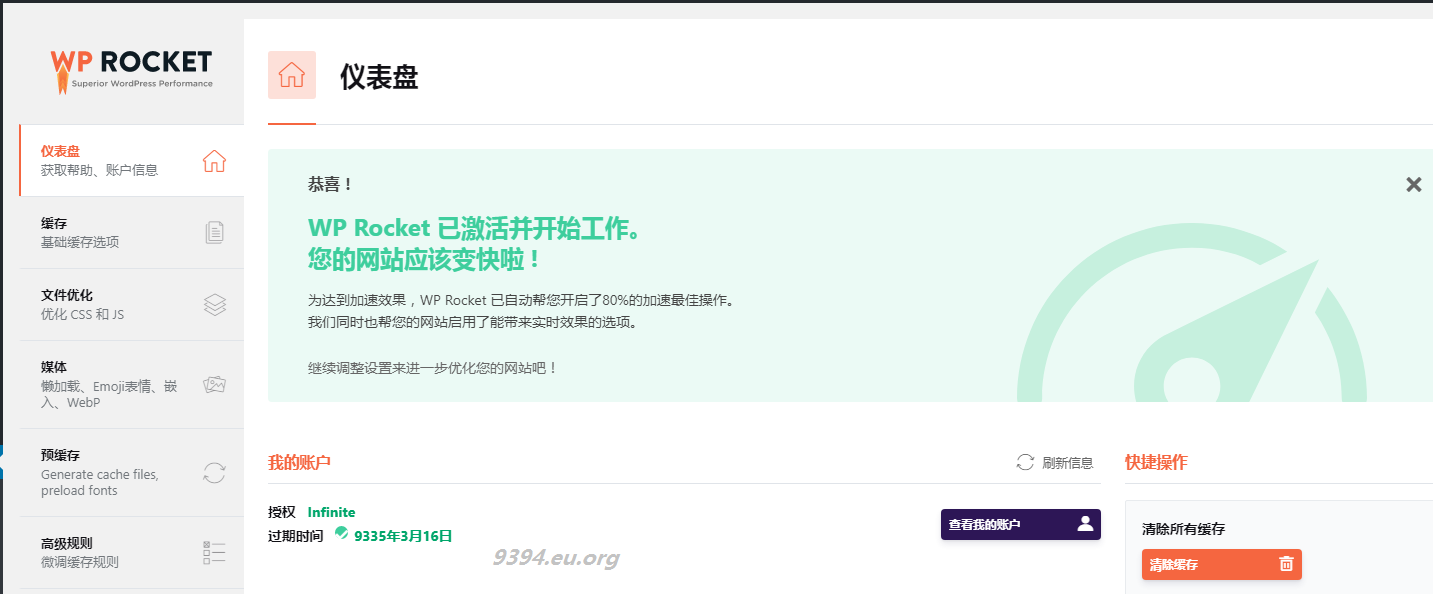 WP ROCKET
Superior WordPress Performance
仪表盘
获取帮助、账户信息
缓存
基础缓存选项
文件优化
优化 CSS 和 JS
媒体
懒加载、Emoji表情、嵌
入、WebP
预缓存
Generate cache files,
preload fonts
高级规则
微调缓存规则
仪表盘
恭喜！
WP Rocket 已激活并开始工作。
您的网站应该变快啦！
为达到加速效果，WP Rocket 已自动帮您开启了80%的加速最佳操作。
我们同时也帮您的网站启用了能带来实时效果的选项。
继续调整设置来进一步优化您的网站吧！
我的账户
刷新信息
授权 Infinite
过期时间 9335年3月16日
查看我的账户
9394.eu.org
快捷操作
清除所有缓存
清除缓存